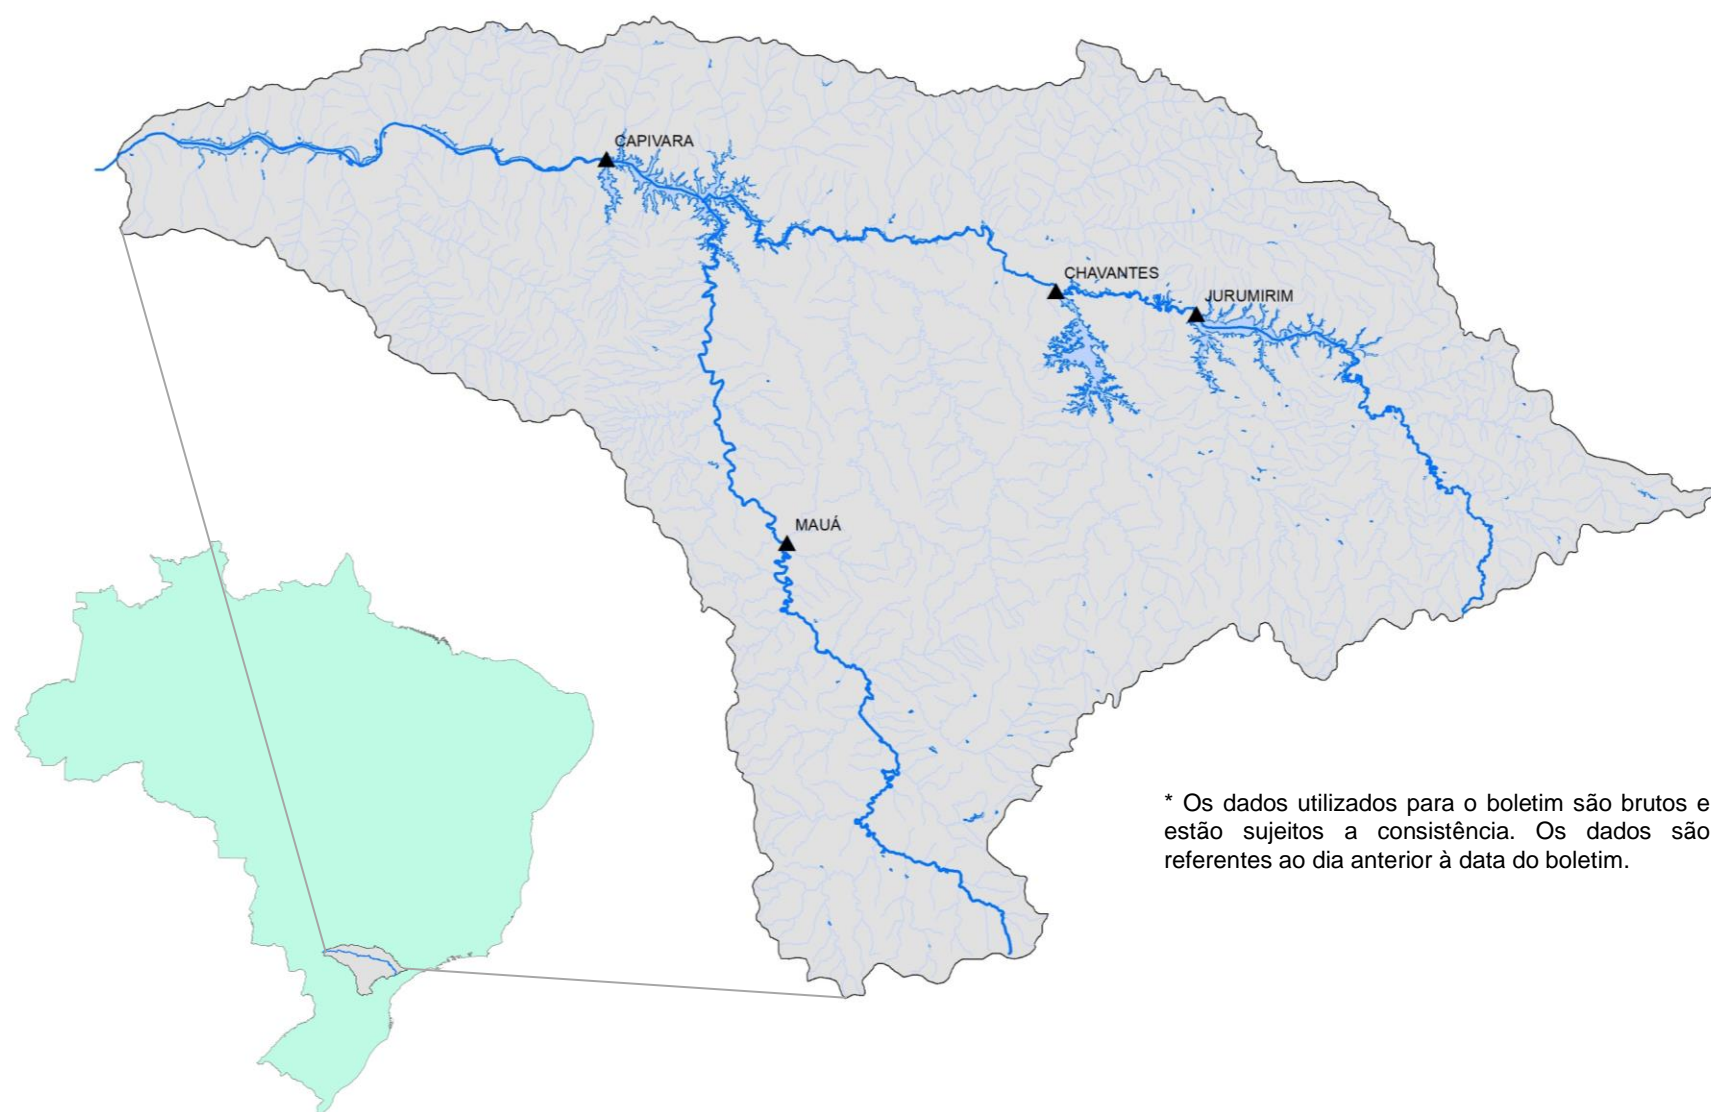 CAPIVARA
CHAVANTES
JURUMIRIM
MAUÁ
* Os dados utilizados para o boletim são brutos e
estão sujeitos a consistência. Os dados são
referentes ao dia anterior à data do boletim.